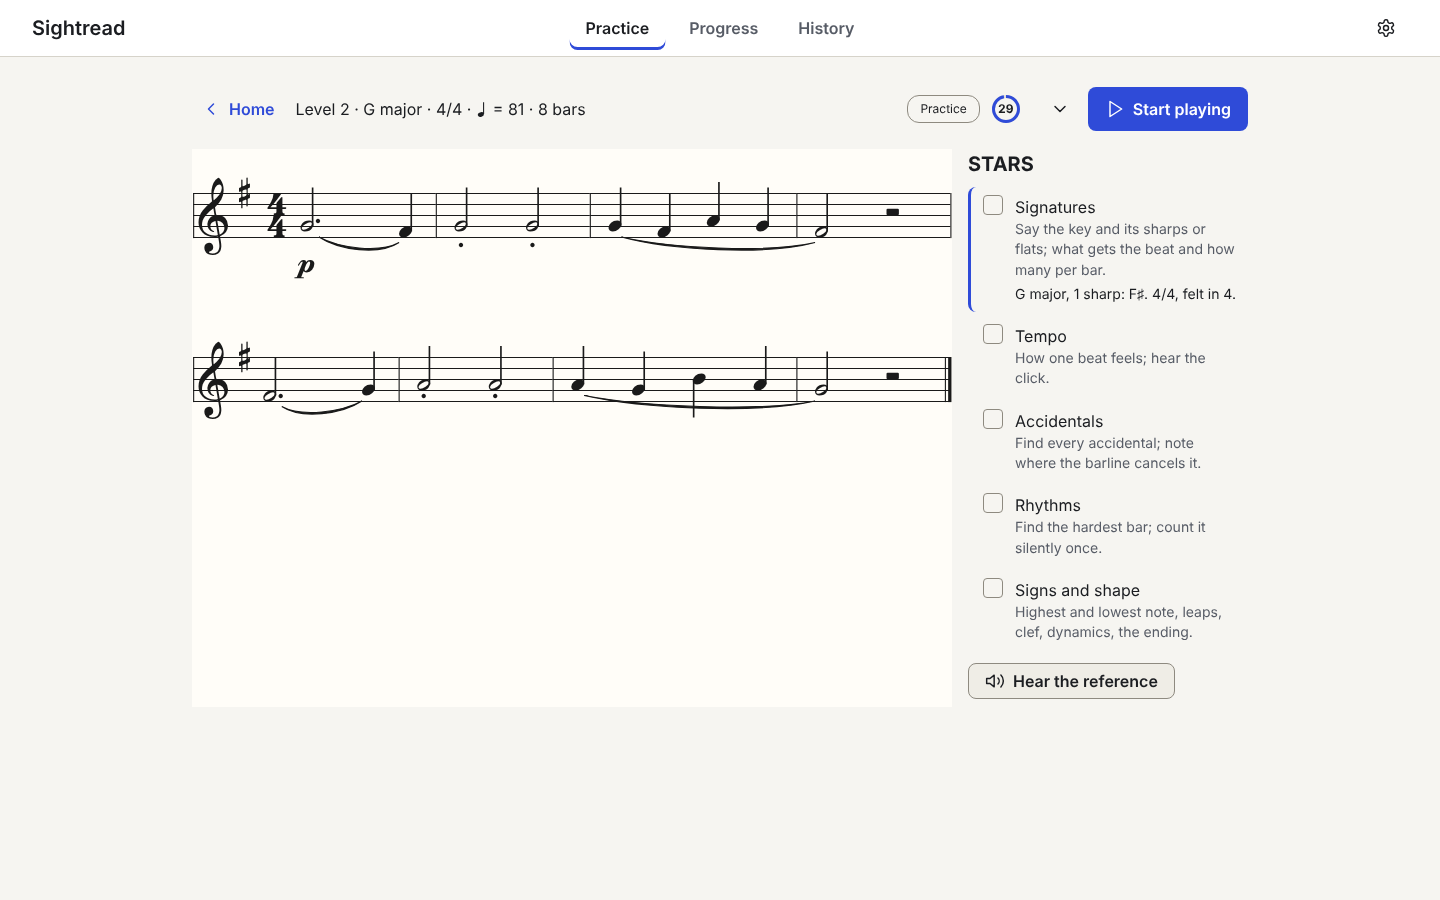 Sightread
Practice
Progress
History
Home
Level 2 · G major · 4/4 · ♩ = 81 · 8 bars
Practice
29
Start playing
STARS
Signatures
Say the key and its sharps or
flats; what gets the beat and how
many per bar.
G major, 1 sharp: F♯. 4/4, felt in 4.
Tempo
How one beat feels; hear the
click.
Accidentals
Find every accidental; note
where the barline cancels it.
Rhythms
Find the hardest bar; count it
silently once.
Signs and shape
Highest and lowest note, leaps,
clef, dynamics, the ending.
Hear the reference
4
4
p